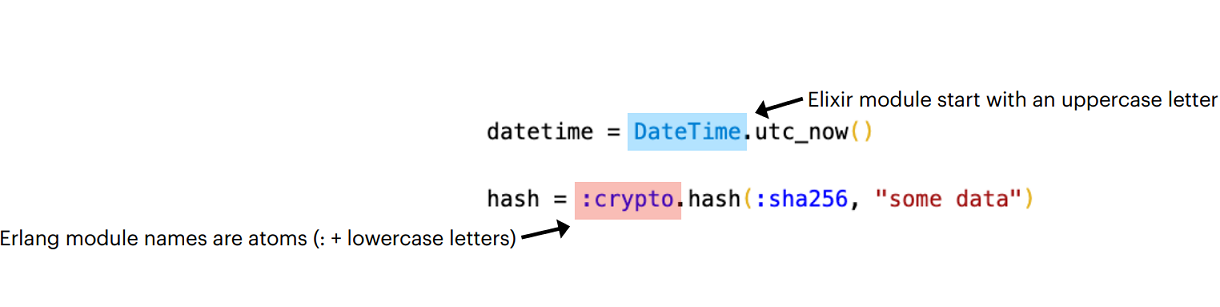 Elixir module start with an uppercase letter
datetime = DateTime.utc_now()
hash = :crypto.hash(:sha256, "some data")
Erlang module names are atoms (: + lowercase letters)